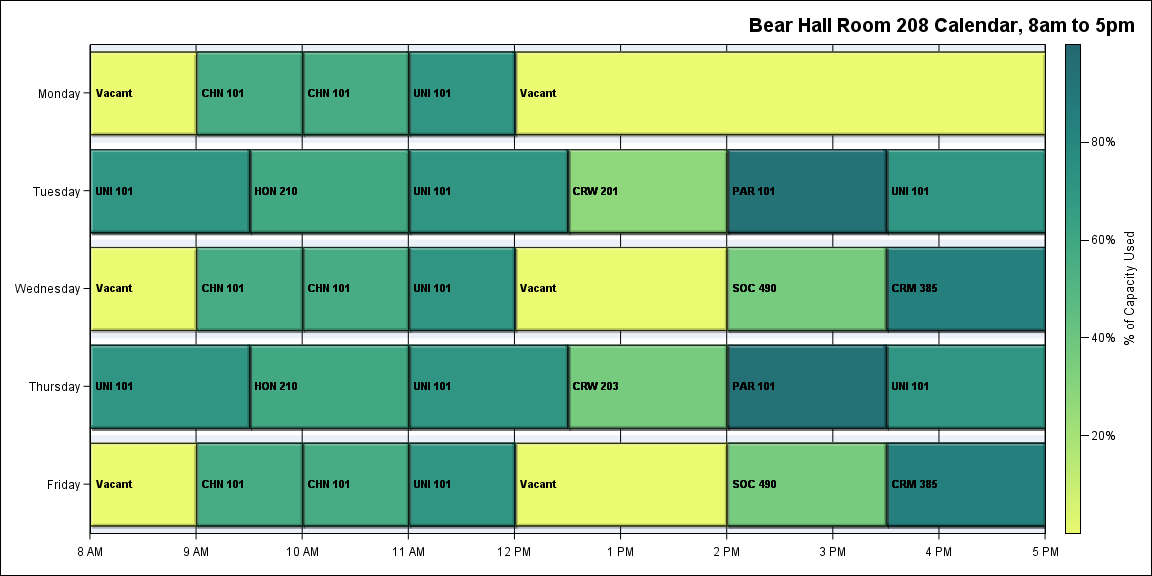 Bear Hall Room 208 Calendar, 8am to 5pm
Monday
Vacant
CHN 101
CHN 101
UNI 101
Vacant
Tuesday
UNI 101
HON 210
UNI 101
CRW 201
PAR 101
UNI 101
Wednesday
Vacant
CHN 101
CHN 101
UNI 101
Vacant
SOC 490
CRM 385
Thursday
UNI 101
HON 210
UNI 101
CRW 203
PAR 101
UNI 101
Friday
Vacant
CHN 101
CHN 101
UNI 101
Vacant
SOC 490
CRM 385
8 AM
9 AM
10 AM
11 AM
12 PM
1 PM
2 PM
3 PM
4 PM
5 PM
80%
60%
40%
20%
% of Capacity Used